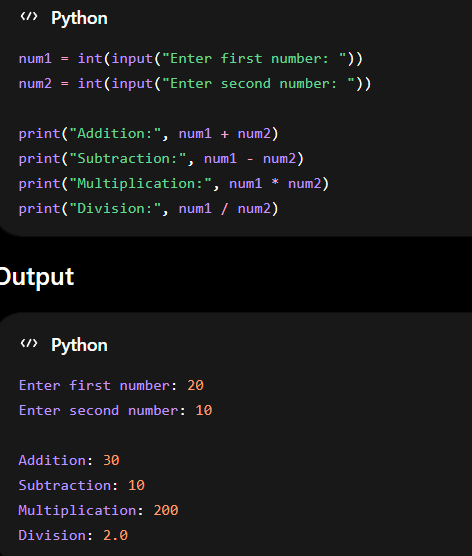 Python
num1 = int(input("Enter first number: "))
num2 = int(input("Enter second number: "))
print("Addition:", num1 + num2)
print("Subtraction:", num1 - num2)
print("Multiplication:", num1 * num2)
print("Division:", num1 / num2)
Output
Python
Enter first number: 20
Enter second number: 10
Addition: 30
Subtraction: 10
Multiplication: 200
Division: 2.0